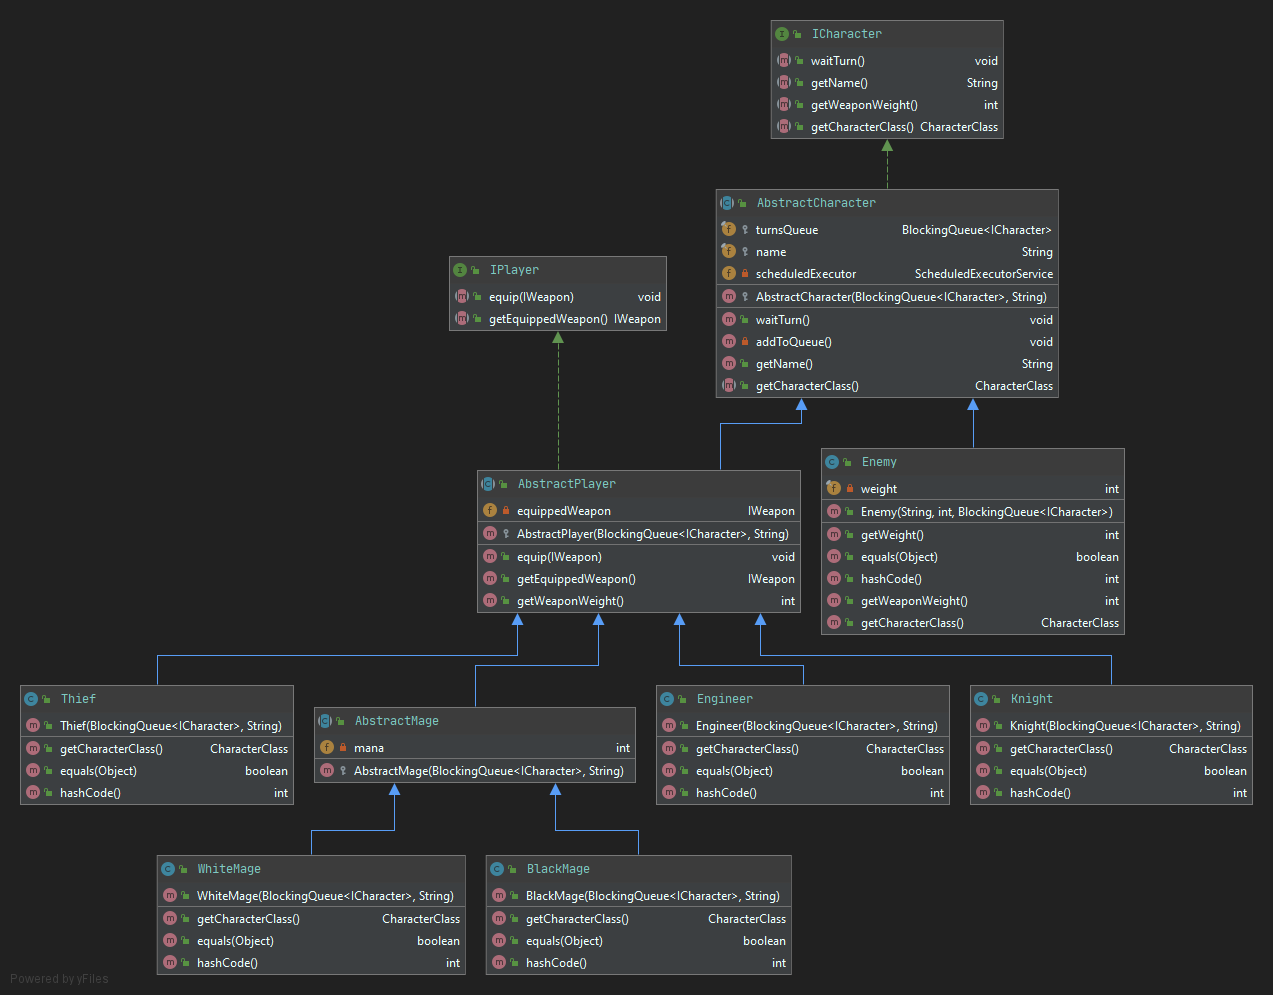 ICharacter
waitTurn() void
getName() String
getWeaponWeight() int
getCharacterClass() CharacterClass
AbstractCharacter
turnsQueue BlockingQueue<ICharacter>
name String
scheduledExecutor ScheduledExecutorService
AbstractCharacter(BlockingQueue<ICharacter>, String)
waitTurn() void
addToQueue() void
getName() String
getCharacterClass() CharacterClass
IPlayer
equip(IWeapon) void
getEquippedWeapon() IWeapon
AbstractPlayer
equippedWeapon IWeapon
AbstractPlayer(BlockingQueue<ICharacter>, String)
equip(IWeapon) void
getEquippedWeapon() IWeapon
getWeaponWeight() int
Enemy
weight int
Enemy(String, int, BlockingQueue<ICharacter>)
getWeight() int
equals(Object) boolean
hashCode() int
getWeaponWeight() int
getCharacterClass() CharacterClass
Thief
Thief(BlockingQueue<ICharacter>, String)
getCharacterClass() CharacterClass
equals(Object) boolean
hashCode() int
AbstractMage
mana int
AbstractMage(BlockingQueue<ICharacter>, String)
Engineer
Engineer(BlockingQueue<ICharacter>, String)
getCharacterClass() CharacterClass
equals(Object) boolean
hashCode() int
Knight
Knight(BlockingQueue<ICharacter>, String)
getCharacterClass() CharacterClass
equals(Object) boolean
hashCode() int
WhiteMage
WhiteMage(BlockingQueue<ICharacter>, String)
getCharacterClass() CharacterClass
equals(Object) boolean
hashCode() int
BlackMage
BlackMage(BlockingQueue<ICharacter>, String)
getCharacterClass() CharacterClass
equals(Object) boolean
hashCode() int
Powered by yFiles